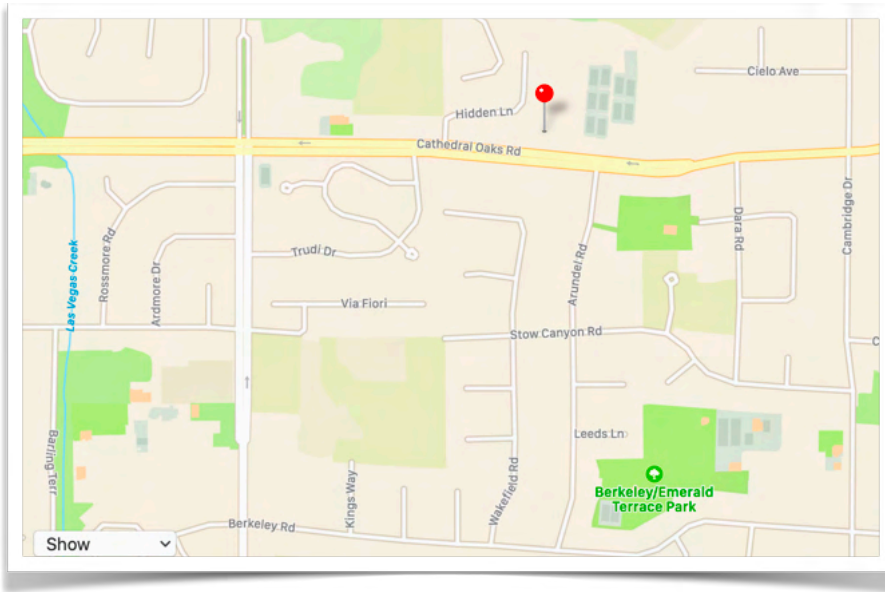 Cielo Ave
Hidden Ln
Cathedral Oaks Rd
Cambridge Dr
Dara Rd
Rossmore Rd
Ardmore Dr
Las Vegas Creek
Trudi Dr
Arundel Rd
Via Fiori
Stow Canyon Rd
C
Barling Terr
Leeds Ln
Kings Way
Wakefield Rd
Berkeley/Emerald
Terrace Park
Berkeley Rd
Show